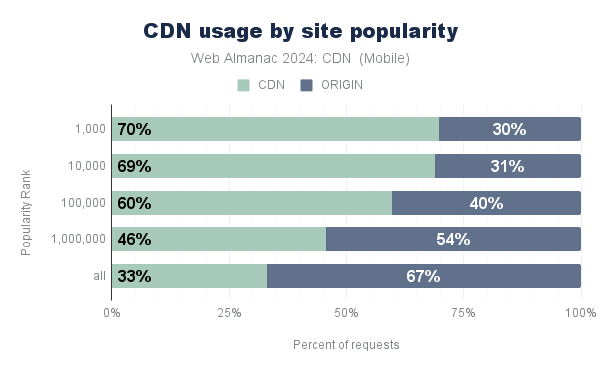 CDN usage by site popularity
Web Almanac 2024: CDN (Mobile)
CDN ORIGIN
Popularity Rank
1,000 70% 30%
10,000 69% 31%
100,000 60% 40%
1,000,000 46% 54%
all 33% 67%
0% 25% 50% 75% 100%
Percent of requests